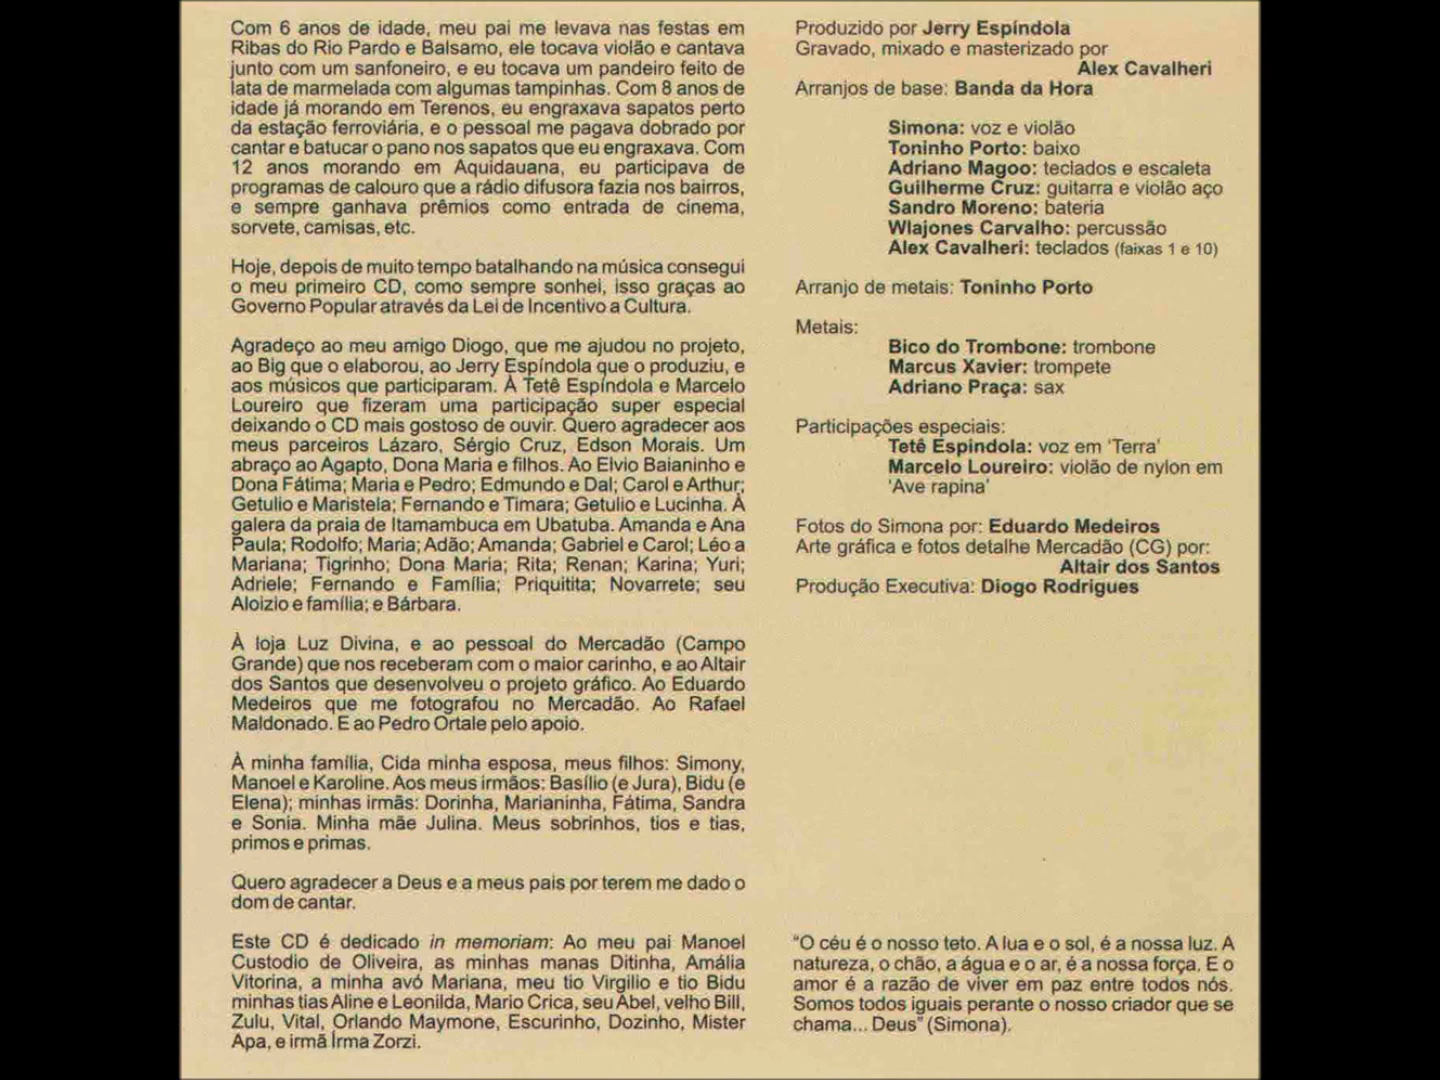 Com 6 anos de idade, meu pai me levava nas festas em
Ribas do Rio Pardo e Balsamo, ele tocava violão e cantava
junto com um sanfoneiro, e eu tocava um pandeiro feito de
lata de marmelada com algumas tampinhas. Com 8 anos de
idade já morando em Terenos, eu engraxava sapatos perto
da estação ferroviária, e o pessoal me pagava dobrado por
cantar e batucar o pano nos sapatos que eu engraxava. Com
12 anos morando em Aquidauana, eu participava de
programas de calouro que a rádio difusora fazia nos bairros,
e sempre ganhava prêmios como entrada de cinema,
sorvete, camisas, etc.
Hoje, depois de muito tempo batalhando na música consegui
o meu primeiro CD, como sempre sonhei, isso graças ao
Governo Popular através da Lei de Incentivo a Cultura.
Agradeço ao meu amigo Diogo, que me ajudou no projeto,
ao Big que o elaborou, ao Jerry Espíndola que o produziu, e
aos músicos que participaram. À Tetê Espíndola e Marcelo
Loureiro que fizeram uma participação super especial
deixando o CD mais gostoso de ouvir. Quero agradecer aos
meus parceiros Lázaro, Sérgio Cruz, Edson Morais. Um
abraço ao Agapto, Dona Maria e filhos. Ao Elvio Baianinho e
Dona Fátima; Maria e Pedro; Edmundo e Dal; Carol e Arthur;
Getulio e Maristela; Fernando e Timara; Getulio e Lucinha. À
galera da praia de Itamambuca em Ubatuba. Amanda e Ana
Paula; Rodolfo; Maria; Adão; Amanda; Gabriel e Carol; Léo a
Mariana; Tigrinho; Dona Maria; Rita; Renan; Karina; Yuri;
Adriele; Fernando e Família; Priquitita; Novarrete; seu
Aloizio e família; e Bárbara.
À loja Luz Divina, e ao pessoal do Mercadão (Campo
Grande) que nos receberam com o maior carinho, e ao Altair
dos Santos que desenvolveu o projeto gráfico. Ao Eduardo
Medeiros que me fotografou no Mercadão. Ao Rafael
Maldonado. E ao Pedro Ortale pelo apoio.
À minha família, Cida minha esposa, meus filhos: Simony,
Manoel e Karoline. Aos meus irmãos: Basílio (e Jura), Bidu (e
Elena); minhas irmãs: Dorinha, Marianinha, Fátima, Sandra
e Sonia. Minha mãe Julina. Meus sobrinhos, tios e tias,
primos e primas.
Quero agradecer a Deus e a meus pais por terem me dado o
dom de cantar.
Este CD é dedicado in memoriam: Ao meu pai Manoel
Custodio de Oliveira, as minhas manas Ditinha, Amália
Vitorina, a minha avó Mariana, meu tio Virgilio e tio Bidu
minhas tias Aline e Leonilda, Mario Crica, seu Abel, velho Bill,
Zulu, Vital, Orlando Maymone, Escurinho, Dozinho, Mister
Apa, e irmã Irma Zorzi.
Produzido por Jerry Espíndola
Gravado, mixado e masterizado por
Alex Cavalheri
Arranjos de base: Banda da Hora
Simona: voz e violão
Toninho Porto: baixo
Adriano Magoo: teclados e escaleta
Guilherme Cruz: guitarra e violão aço
Sandro Moreno: bateria
Wlajones Carvalho: percussão
Alex Cavalheri: teclados (faixas 1 e 10)
Arranjo de metais: Toninho Porto
Metais:
Bico do Trombone: trombone
Marcus Xavier: trompete
Adriano Praça: sax
Participações especiais:
Tetê Espindola: voz em 'Terra'
Marcelo Loureiro: violão de nylon em
'Ave rapina'
Fotos do Simona por: Eduardo Medeiros
Arte gráfica e fotos detalhe Mercadão (CG) por:
Altair dos Santos
Produção Executiva: Diogo Rodrigues
"O céu é o nosso teto. A lua e o sol, é a nossa luz. A
natureza, o chão, a água e o ar, é a nossa força. E o
amor é a razão de viver em paz entre todos nós.
Somos todos iguais perante o nosso criador que se
chama... Deus" (Simona).